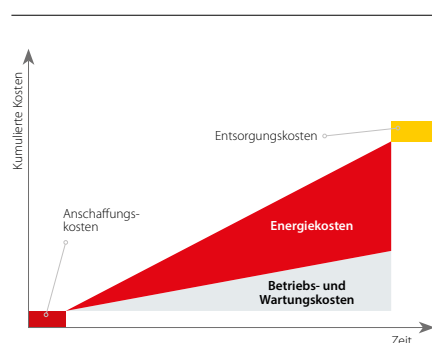 Kumulierte Kosten
Entsorgungskosten
Anschaffungs-
kosten
Energiekosten
Betriebs- und
Wartungskosten
Zeit